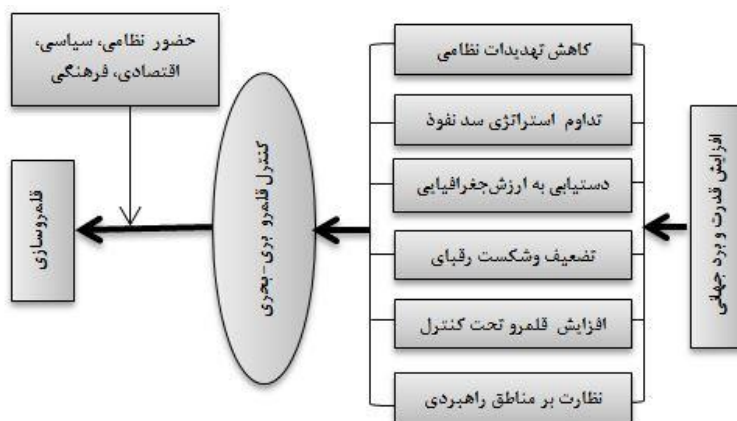 افزایش قدرت و برد جهانی
کاهش تهدیدات نظامی
تداوم استراتژی سد نفوذ
دستیابی به ارزش‌جغرافیایی
تضعیف وشکست رقبای
افزایش قلمرو تحت کنترل
نظارت بر مناطق راهبردی
کنترل قلمرو بری-بحری
حضور نظامی، سیاسی،
اقتصادی، فرهنگی
قلمروسازی